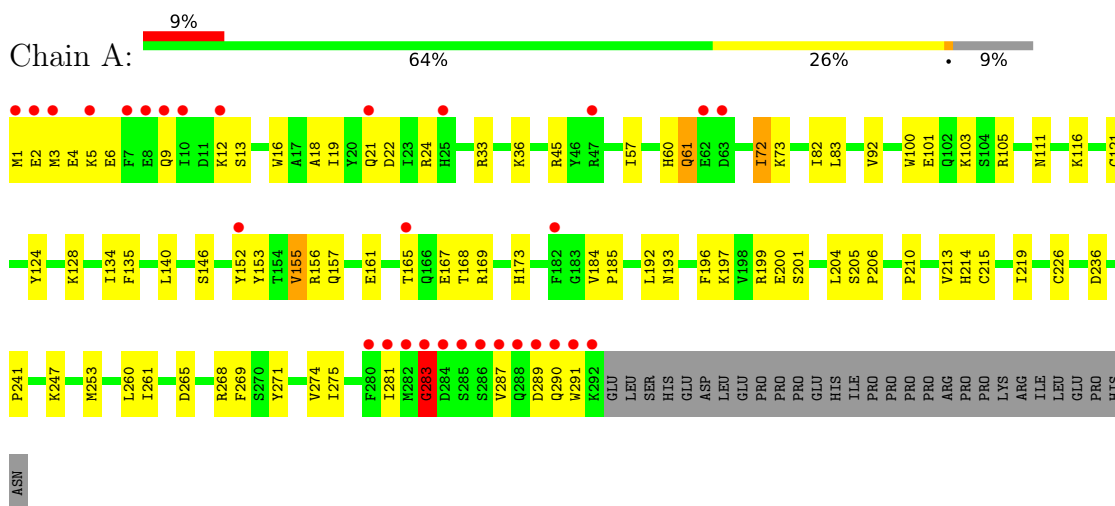 9%
Chain A:
64% 26% • 9%
M1 E2 M3 E4 K5 E6 F7 E8 Q9 I10 D11 K12 S13 W16 A17 A18 I19 Y20 Q21 D22 I23 R24 H25 R33 K36 R45 Y46 R47 I57 H60 Q61 E62 D63 I72 K73 I82 L83 V92 W100 E101 Q102 K103 S104 R105 N111 K116
Y124 K128 I134 F135 L140 S146 Y152 Y153 T154 V155 R156 Q157 E161 T165 Q166 E167 T168 R169 H173 F182 G183 V184 P185 L192 N193 F196 K197 V198 R199 E200 S201 L204 S205 P206 P210 V213 H214 C215 I219 C226 D236
P241 K247 M253 L260 I261 D265 R268 F269 S270 Y271 V274 I275 F280 I281 M282 G283 D284 S285 S286 V287 Q288 D289 Q290 W291 K292 GLU LEU SER HIS GLU ASP LEU GLU PRO PRO PRO GLU HIS ILE PRO PRO PRO PRO PRO ARG PRO PRO LYS ARG ILE LEU GLU PRO HIS
ASN